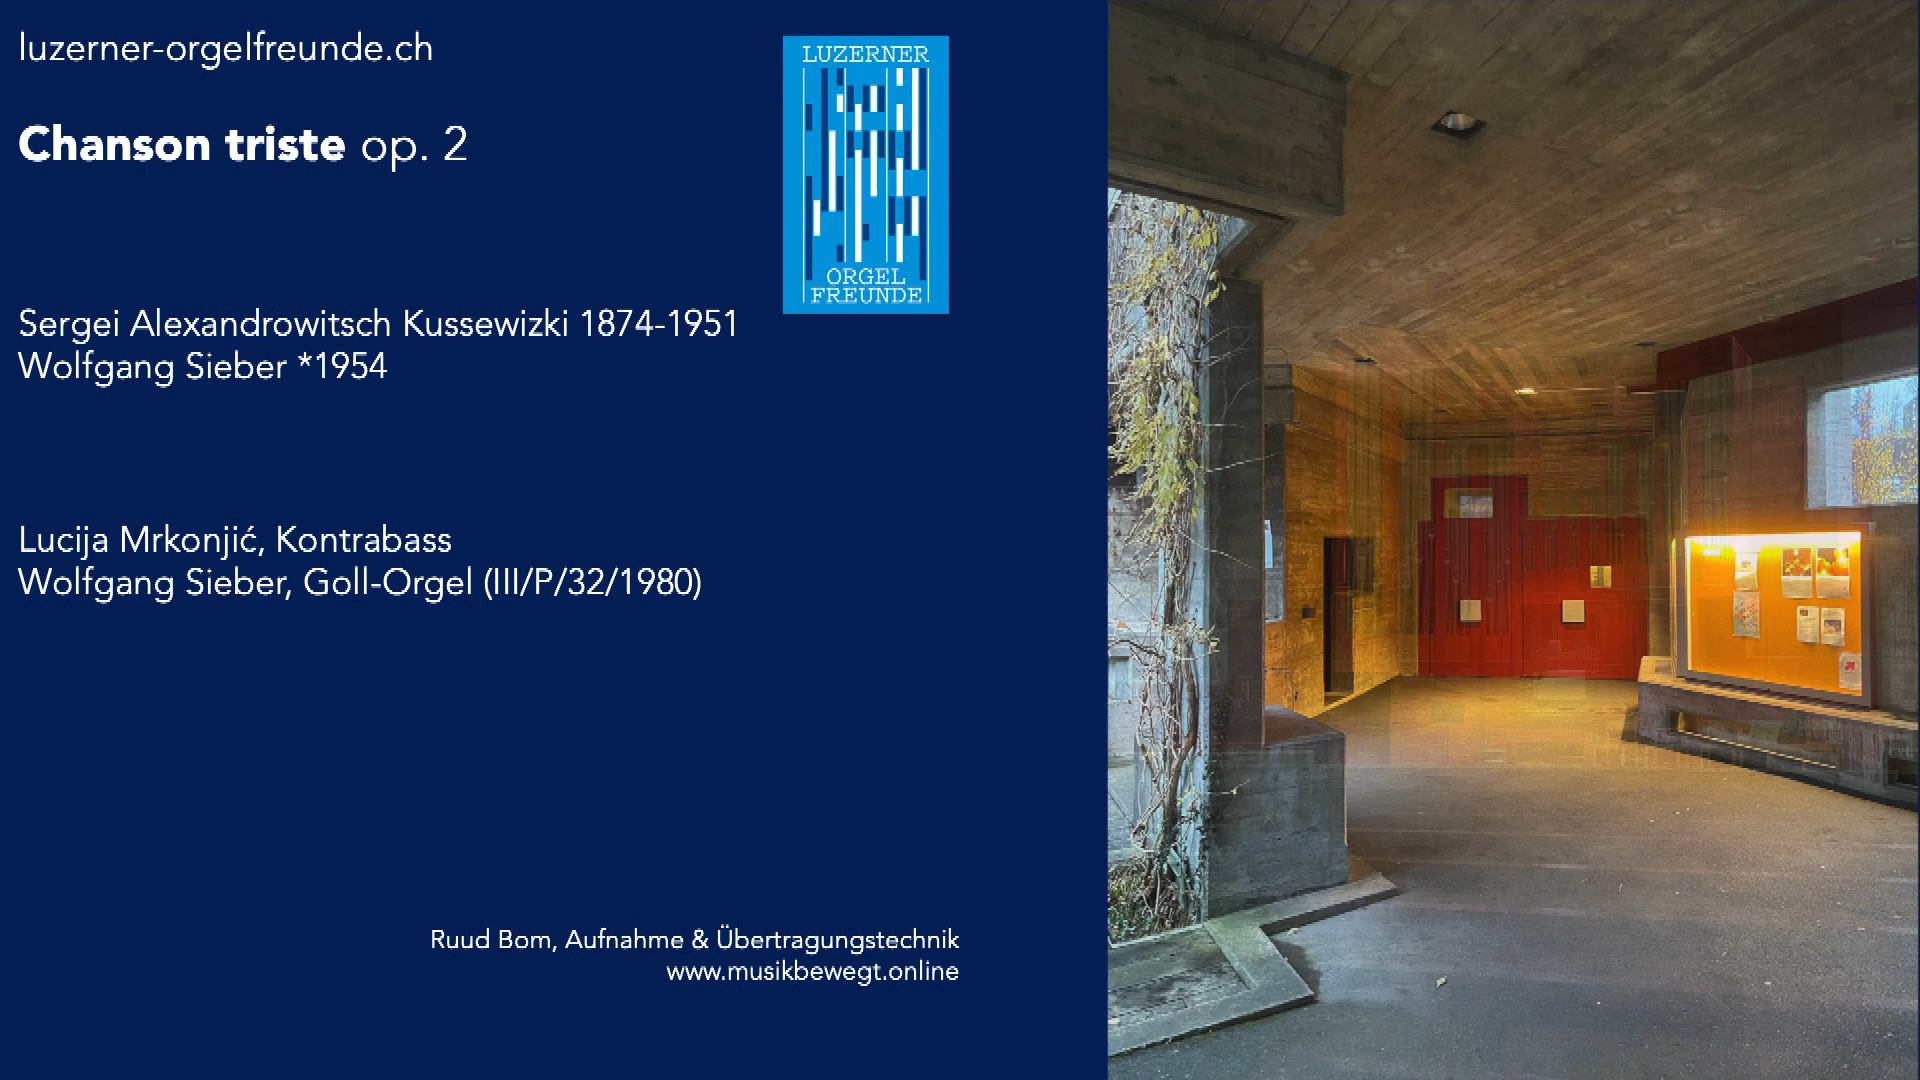 luzerner-orgelfreunde.ch
LUZERNER
ORGEL
FREUNDE
Chanson triste op. 2
Sergei Alexandrowitsch Kussewizki 1874-1951
Wolfgang Sieber *1954
Lucija Mrkonjić, Kontrabass
Wolfgang Sieber, Goll-Orgel (III/P/32/1980)
Ruud Bom, Aufnahme & Übertragungstechnik
www.musikbewegt.online